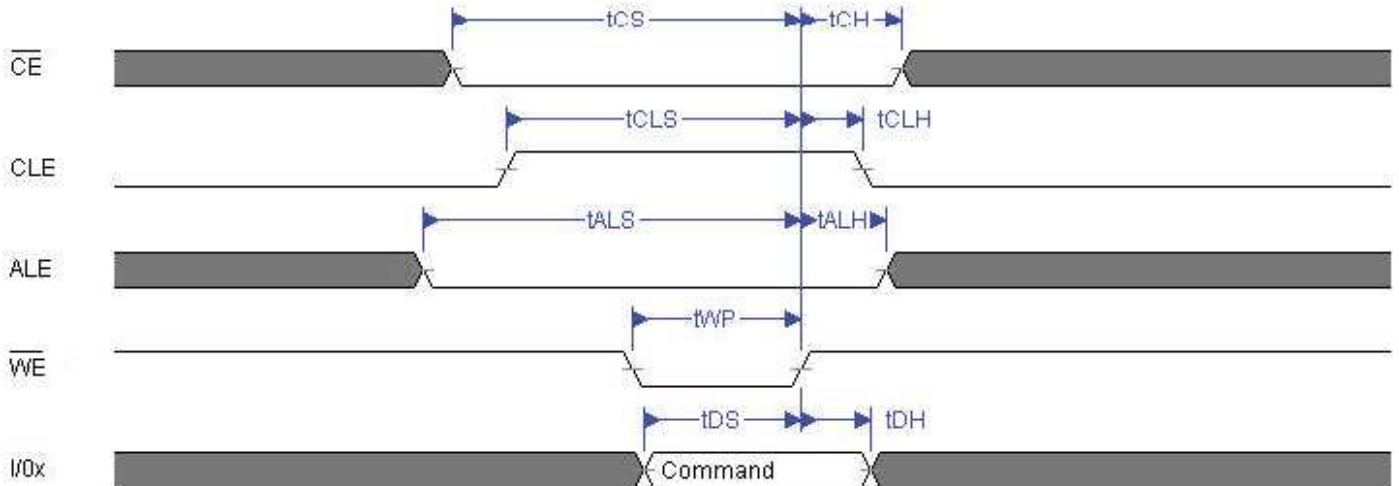 tCS tCH
CE
tCLS tCLH
CLE
tALS tALH
ALE
tWP
WE
tDS tDH
I/0x Command